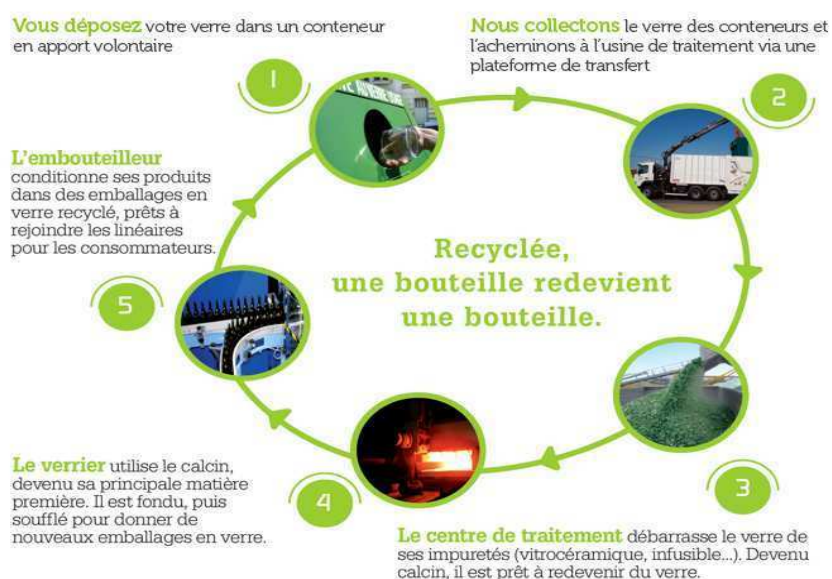 Vous déposez votre verre dans un conteneur
en apport volontaire
1
Nous collectons le verre des conteneurs et
l'acheminons à l'usine de traitement via une
plateforme de transfert
2
L'embouteilleur
conditionne ses produits
dans des emballages en
verre recyclé, prêts à
rejoindre les linéaires
pour les consommateurs.
5
Recyclée,
une bouteille redevient
une bouteille.
Le verrier utilise le calcin,
devenu sa principale matière
première. Il est fondu, puis
soufflé pour donner de
nouveaux emballages en verre.
4
3
Le centre de traitement débarrasse le verre de
ses impuretés (vitrocéramique, infusible...). Devenu
calcin, il est prêt à redevenir du verre.